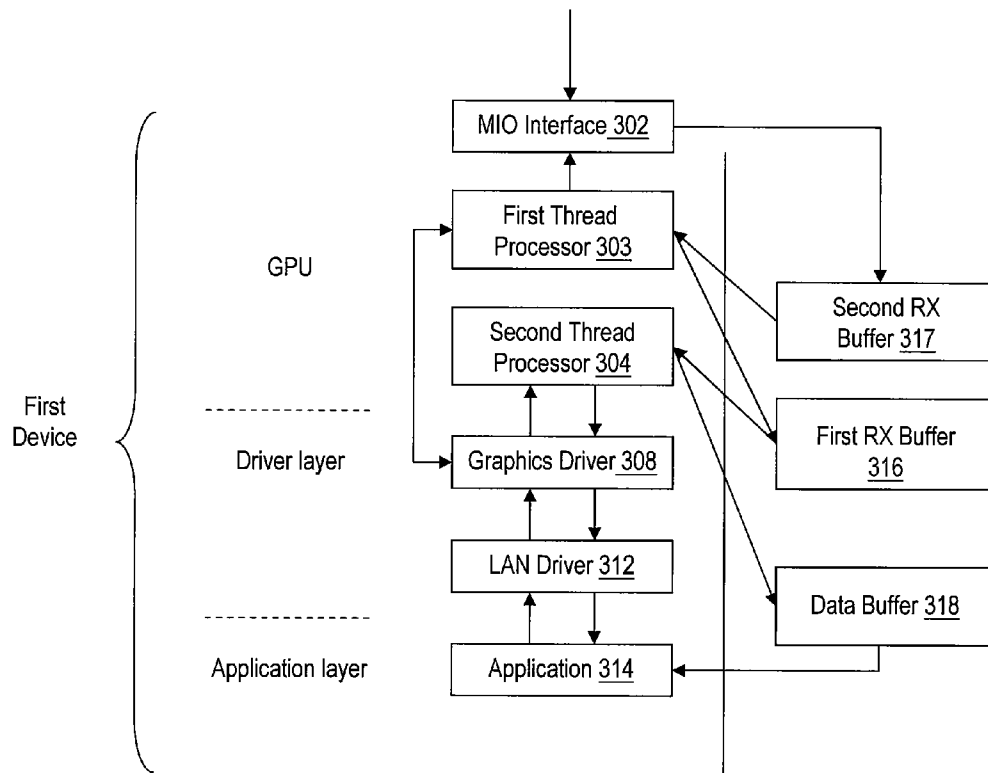 MIO Interface 302
First Thread
Processor 303
GPU
Second RX
Buffer 317
Second Thread
Processor 304
First
Device
First RX Buffer
316
Driver layer
Graphics Driver 308
LAN Driver 312
Data Buffer 318
Application layer
Application 314